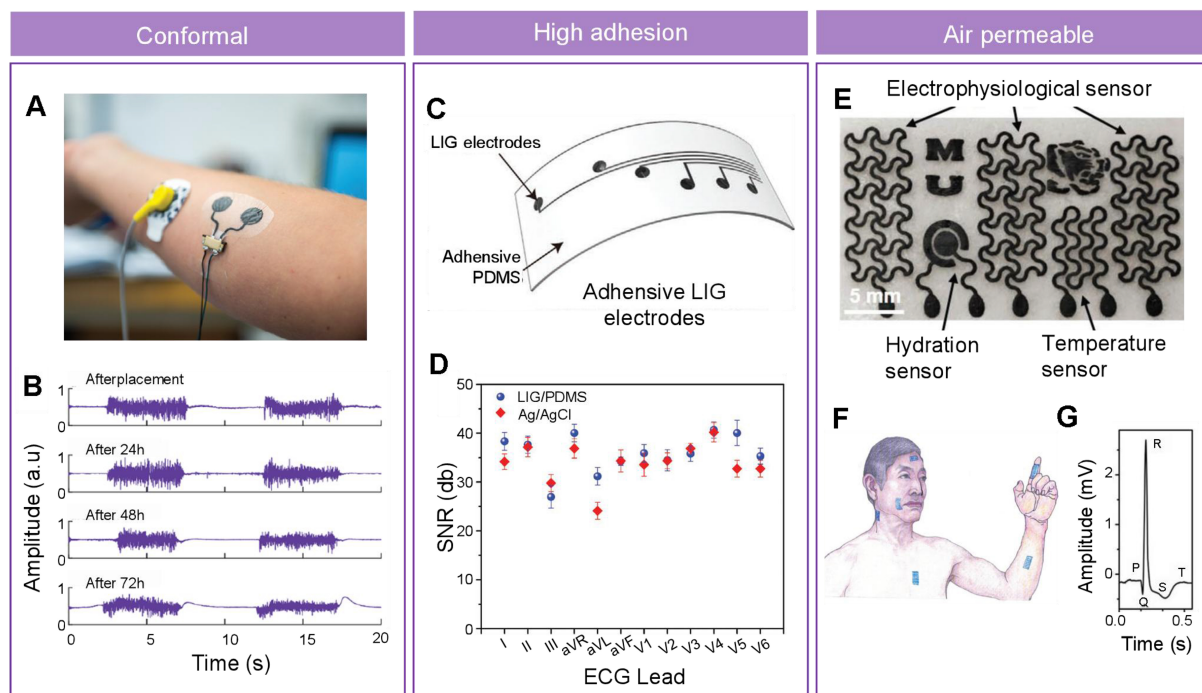 Conformal
High adhesion
Air permeable
A
B
Afterplacement
After 24h
After 48h
After 72h
1
0
1
0
1
0
1
0
Amplitude (a.u)
0
5
10
15
20
Time (s)
C
LIG electrodes
Adhensive
PDMS
Adhensive LIG
electrodes
D
50
40
30
20
10
0
SNR (db)
LIG/PDMS
Ag/AgCl
I
II
III
aVR
aVL
aVF
V1
V2
V3
V4
V5
V6
ECG Lead
E
Electrophysiological sensor
M
U
5 mm
Hydration
sensor
Temperature
sensor
F
G
Amplitude (mV)
2
0
R
P
Q
S
T
0.0
0.5
Time (s)